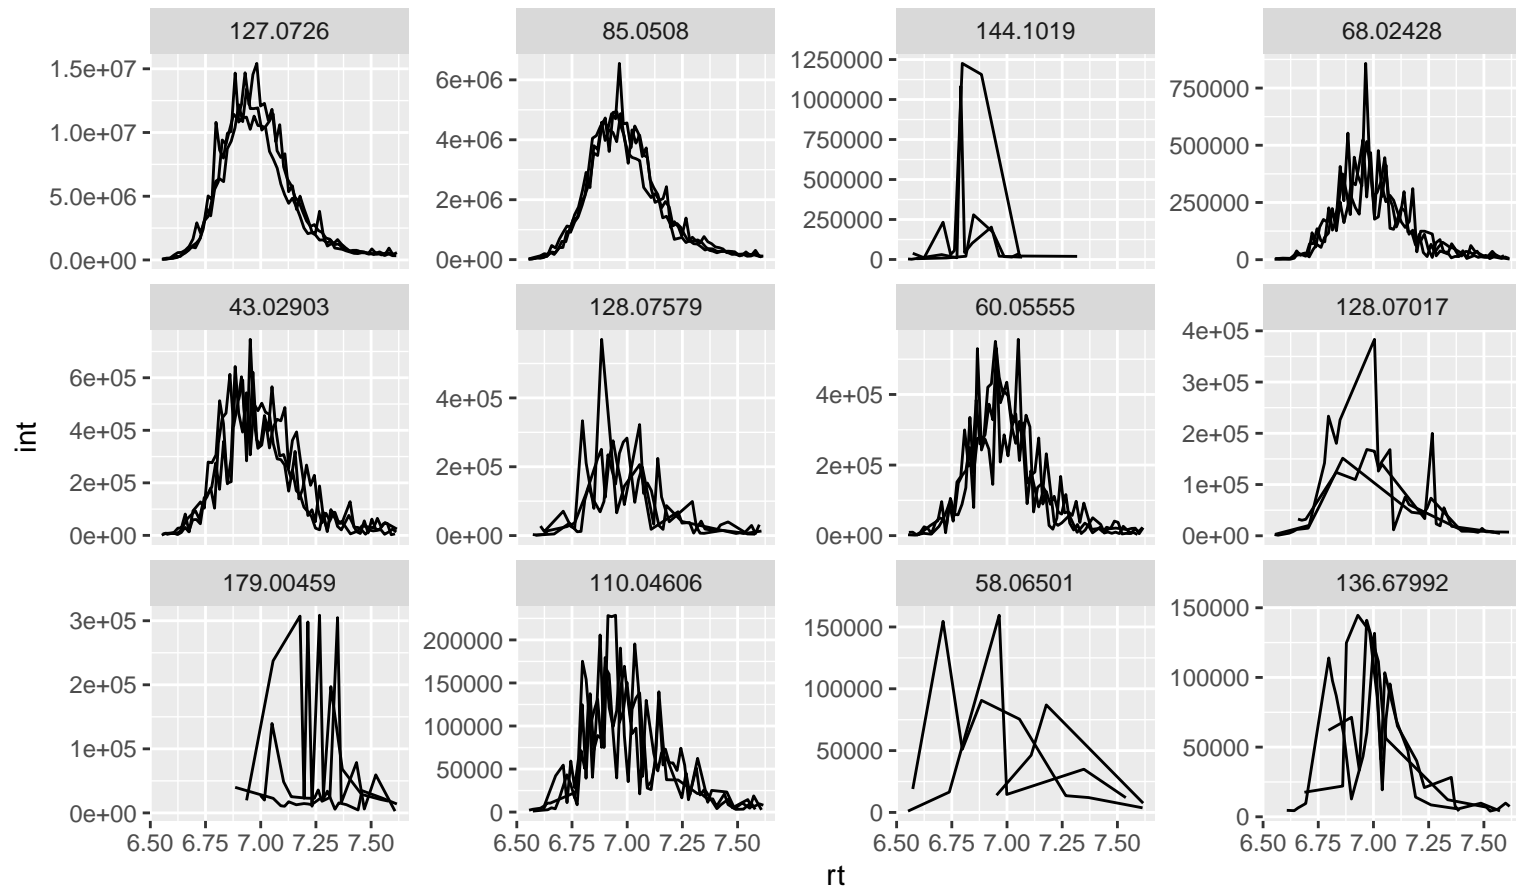 127.0726
85.0508
144.1019
68.02428
1.5e+07
1.0e+07
5.0e+06
0.0e+00
6e+06
4e+06
2e+06
0e+00
1250000
1000000
750000
500000
250000
0
750000
500000
250000
0
43.02903
128.07579
60.05555
128.07017
6e+05
4e+05
2e+05
0e+00
4e+05
2e+05
0e+00
4e+05
2e+05
0e+00
4e+05
3e+05
2e+05
1e+05
0e+00
179.00459
110.04606
58.06501
136.67992
3e+05
2e+05
1e+05
0e+00
200000
150000
100000
50000
0
150000
100000
50000
0
150000
100000
50000
0
6.50 6.75 7.00 7.25 7.50
6.50 6.75 7.00 7.25 7.50
6.50 6.75 7.00 7.25 7.50
6.50 6.75 7.00 7.25 7.50
int
rt